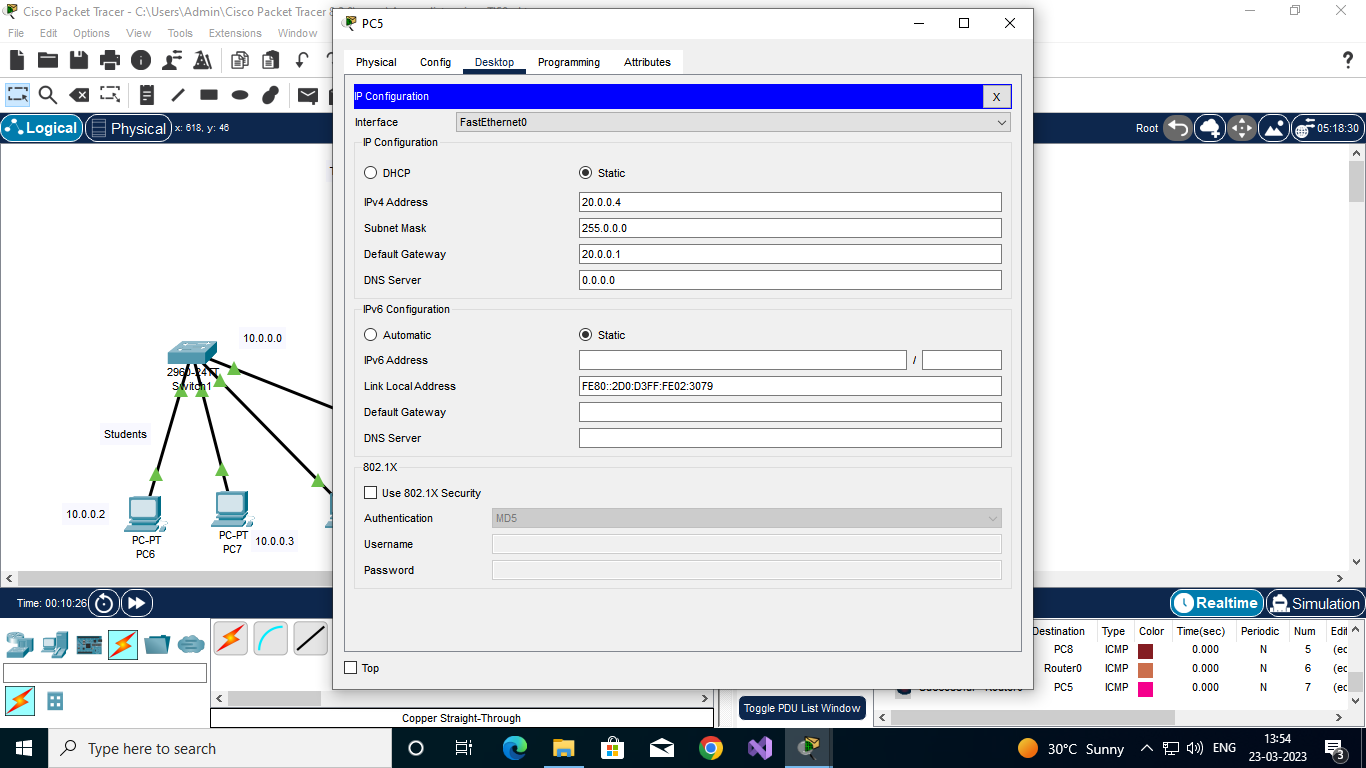 Cisco Packet Tracer - C:\Users\Admin\Cisco Packet Tracer 8
PC5
File Edit Options View Tools Extensions Window
Physical Config Desktop Programming Attributes
IP Configuration X
Interface FastEthernet0
Logical Physical x: 618, y: 46
Root 05:18:30
IP Configuration
DHCP Static
IPv4 Address 20.0.0.4
Subnet Mask 255.0.0.0
Default Gateway 20.0.0.1
DNS Server 0.0.0.0
IPv6 Configuration
Automatic Static
IPv6 Address /
Link Local Address FE80::2D0:D3FF:FE02:3079
Default Gateway
DNS Server
802.1X
Use 802.1X Security
Authentication MD5
Username
Password
Top
10.0.0.0
2960-24TT
Switch1
Students
10.0.0.2
PC-PT
PC6
PC-PT
PC7
10.0.0.3
Time: 00:10:26
Realtime Simulation
Destination Type Color Time(sec) Periodic N Num
PC8 ICMP 0.000 N 5
Router0 ICMP 0.000 N 6
PC5 ICMP 0.000 N 7
Toggle PDU List Window
Copper Straight-Through
Type here to search
30°C Sunny ENG 13:54
23-03-2023
3